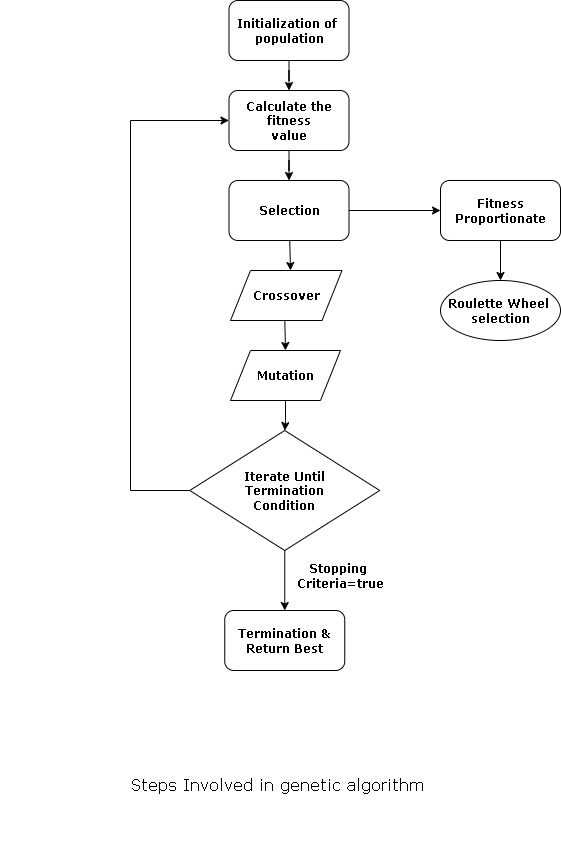 Initialization of
population
Calculate the
fitness
value
Selection
Fitness
Proportionate
Crossover
Roulette Wheel
selection
Mutation
Iterate Until
Termination
Condition
Stopping
Criteria=true
Termination &
Return Best
Steps Involved in genetic algorithm